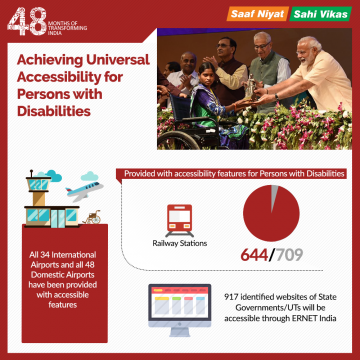 48 MONTHS OF
TRANSFORMING
INDIA
Saaf Niyat
Sahi Vikas
Achieving Universal
Accessibility for
Persons with
Disabilities
Provided with accessibility features for Persons with Disabilities
Railway Stations
644/709
All 34 International
Airports and all 48
Domestic Airports
have been provided
with accessible
features
917 identified websites of State
Governments/UTs will be
accessible through ERNET India